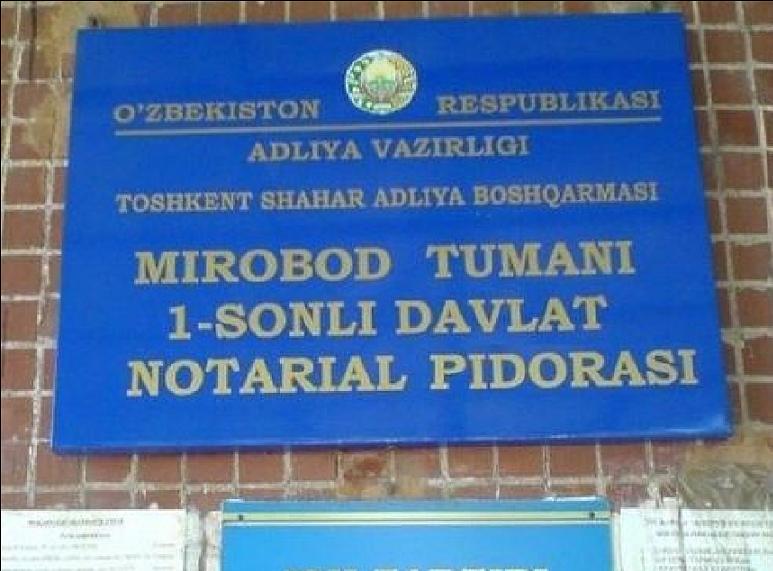 O'ZBEKISTON RESPUBLIKASI
ADLIYA VAZIRLIGI
TOSHKENT SHAHAR ADLIYA BOSHQARMASI
MIROBOD TUMANI
1-SONLI DAVLAT
NOTARIAL PIDORASI